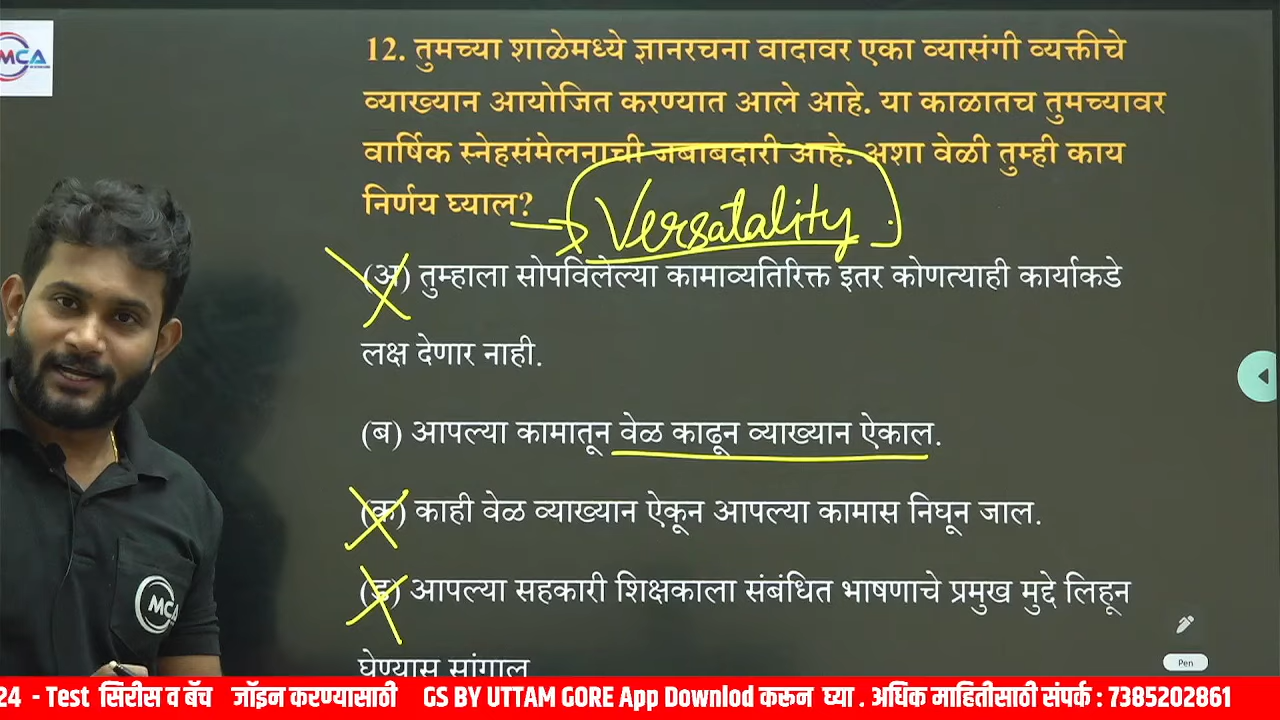 MCA
12. तुमच्या शाळेमध्ये ज्ञानरचना वादावर एका व्यासंगी व्यक्तीचे
व्याख्यान आयोजित करण्यात आले आहे. या काळातच तुमच्यावर
वार्षिक स्नेहसंमेलनाची जबाबदारी आहे. अशा वेळी तुम्ही काय
निर्णय घ्याल?
Versatality
(अ) तुम्हाला सोपविलेल्या कामाव्यतिरिक्त इतर कोणत्याही कार्याकडे
लक्ष देणार नाही.
(ब) आपल्या कामातून वेळ काढून व्याख्यान ऐकाल.
(क) काही वेळ व्याख्यान ऐकून आपल्या कामास निघून जाल.
(ड) आपल्या सहकारी शिक्षकाला संबंधित भाषणाचे प्रमुख मुद्दे लिहून
घेण्यास सांगाल
MCA
Pen
24 - Test सिरीस व बॅच जॉइन करण्यासाठी GS BY UTTAM GORE App Downlod करून घ्या . अधिक माहितीसाठी संपर्क : 7385202861